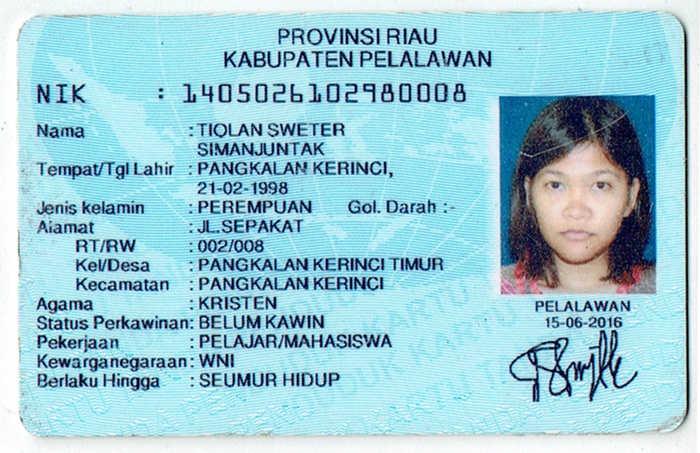 PROVINSI RIAU
KABUPATEN PELALAWAN
NIK : 1405026102980008
Nama : TIOLAN SWETER
SIMANJUNTAK
Tempat/Tgl Lahir : PANGKALAN KERINCI,
21-02-1998
Jenis kelamin : PEREMPUAN Gol. Darah :-
Alamat : JL.SEPAKAT
RT/RW : 002/008
Kel/Desa : PANGKALAN KERINCI TIMUR
Kecamatan : PANGKALAN KERINCI
Agama : KRISTEN
Status Perkawinan: BELUM KAWIN
Pekerjaan : PELAJAR/MAHASISWA
Kewarganegaraan: WNI
Berlaku Hingga : SEUMUR HIDUP
PELALAWAN
15-06-2016